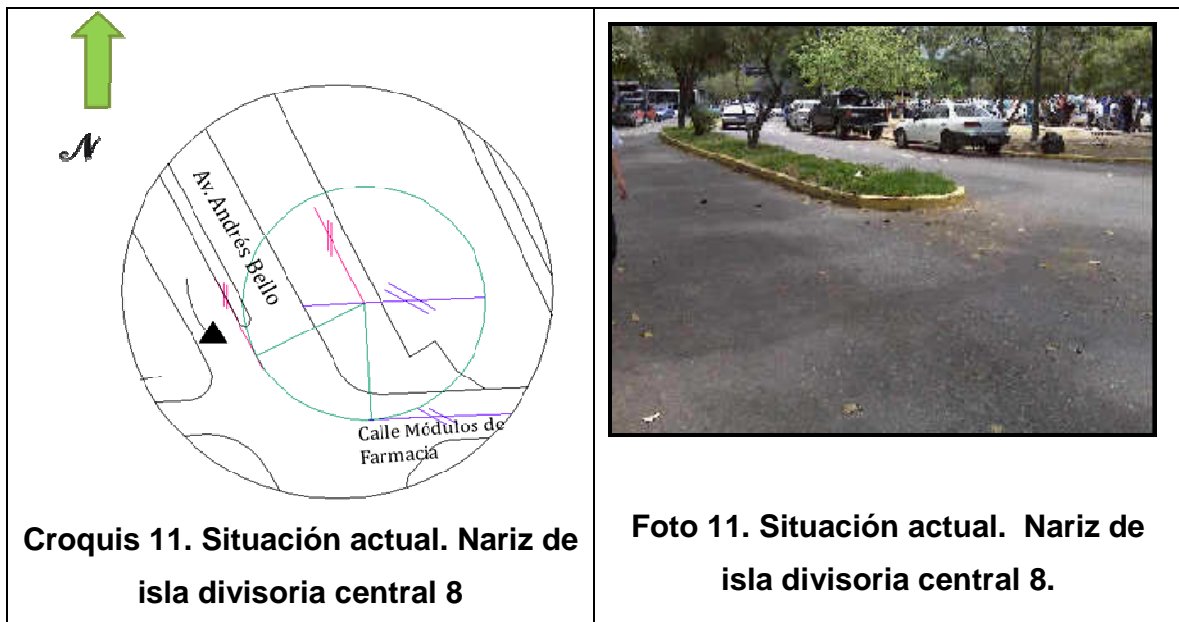 N
Av. Andrés Bello
Calle Módulos de
Farmacia
Croquis 11. Situación actual. Nariz de
isla divisoria central 8
Foto 11. Situación actual. Nariz de
isla divisoria central 8.